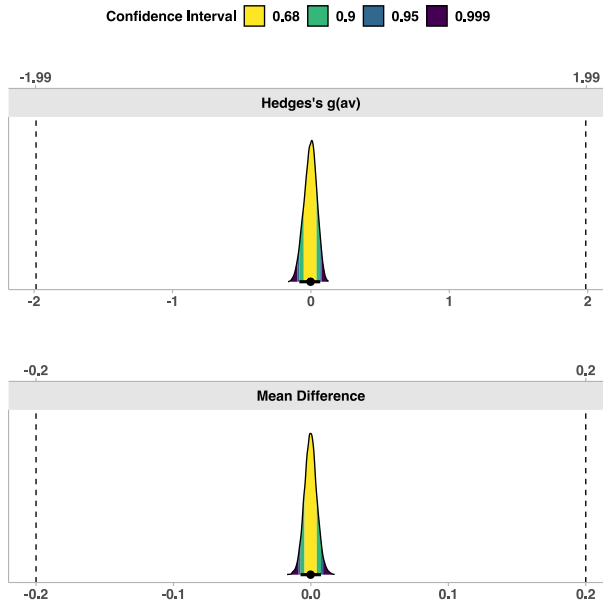 Confidence Interval 0.68 0.9 0.95 0.999
-1.99 1.99
Hedges's g(av)
-2 -1 0 1 2
-0.2 0.2
Mean Difference
-0.2 -0.1 0.0 0.1 0.2